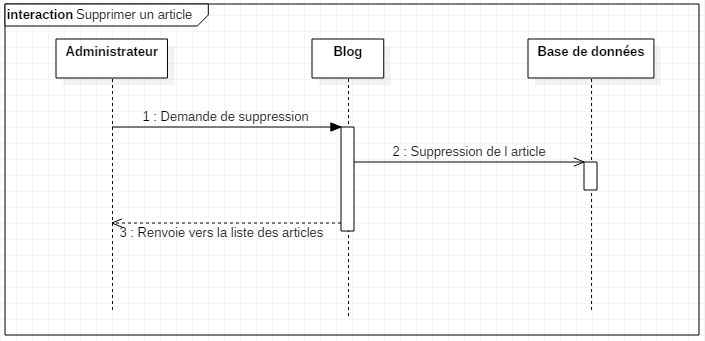 interaction Supprimer un article
Administrateur
Blog
Base de données
1 : Demande de suppression
2 : Suppression de l article
3 : Renvoie vers la liste des articles